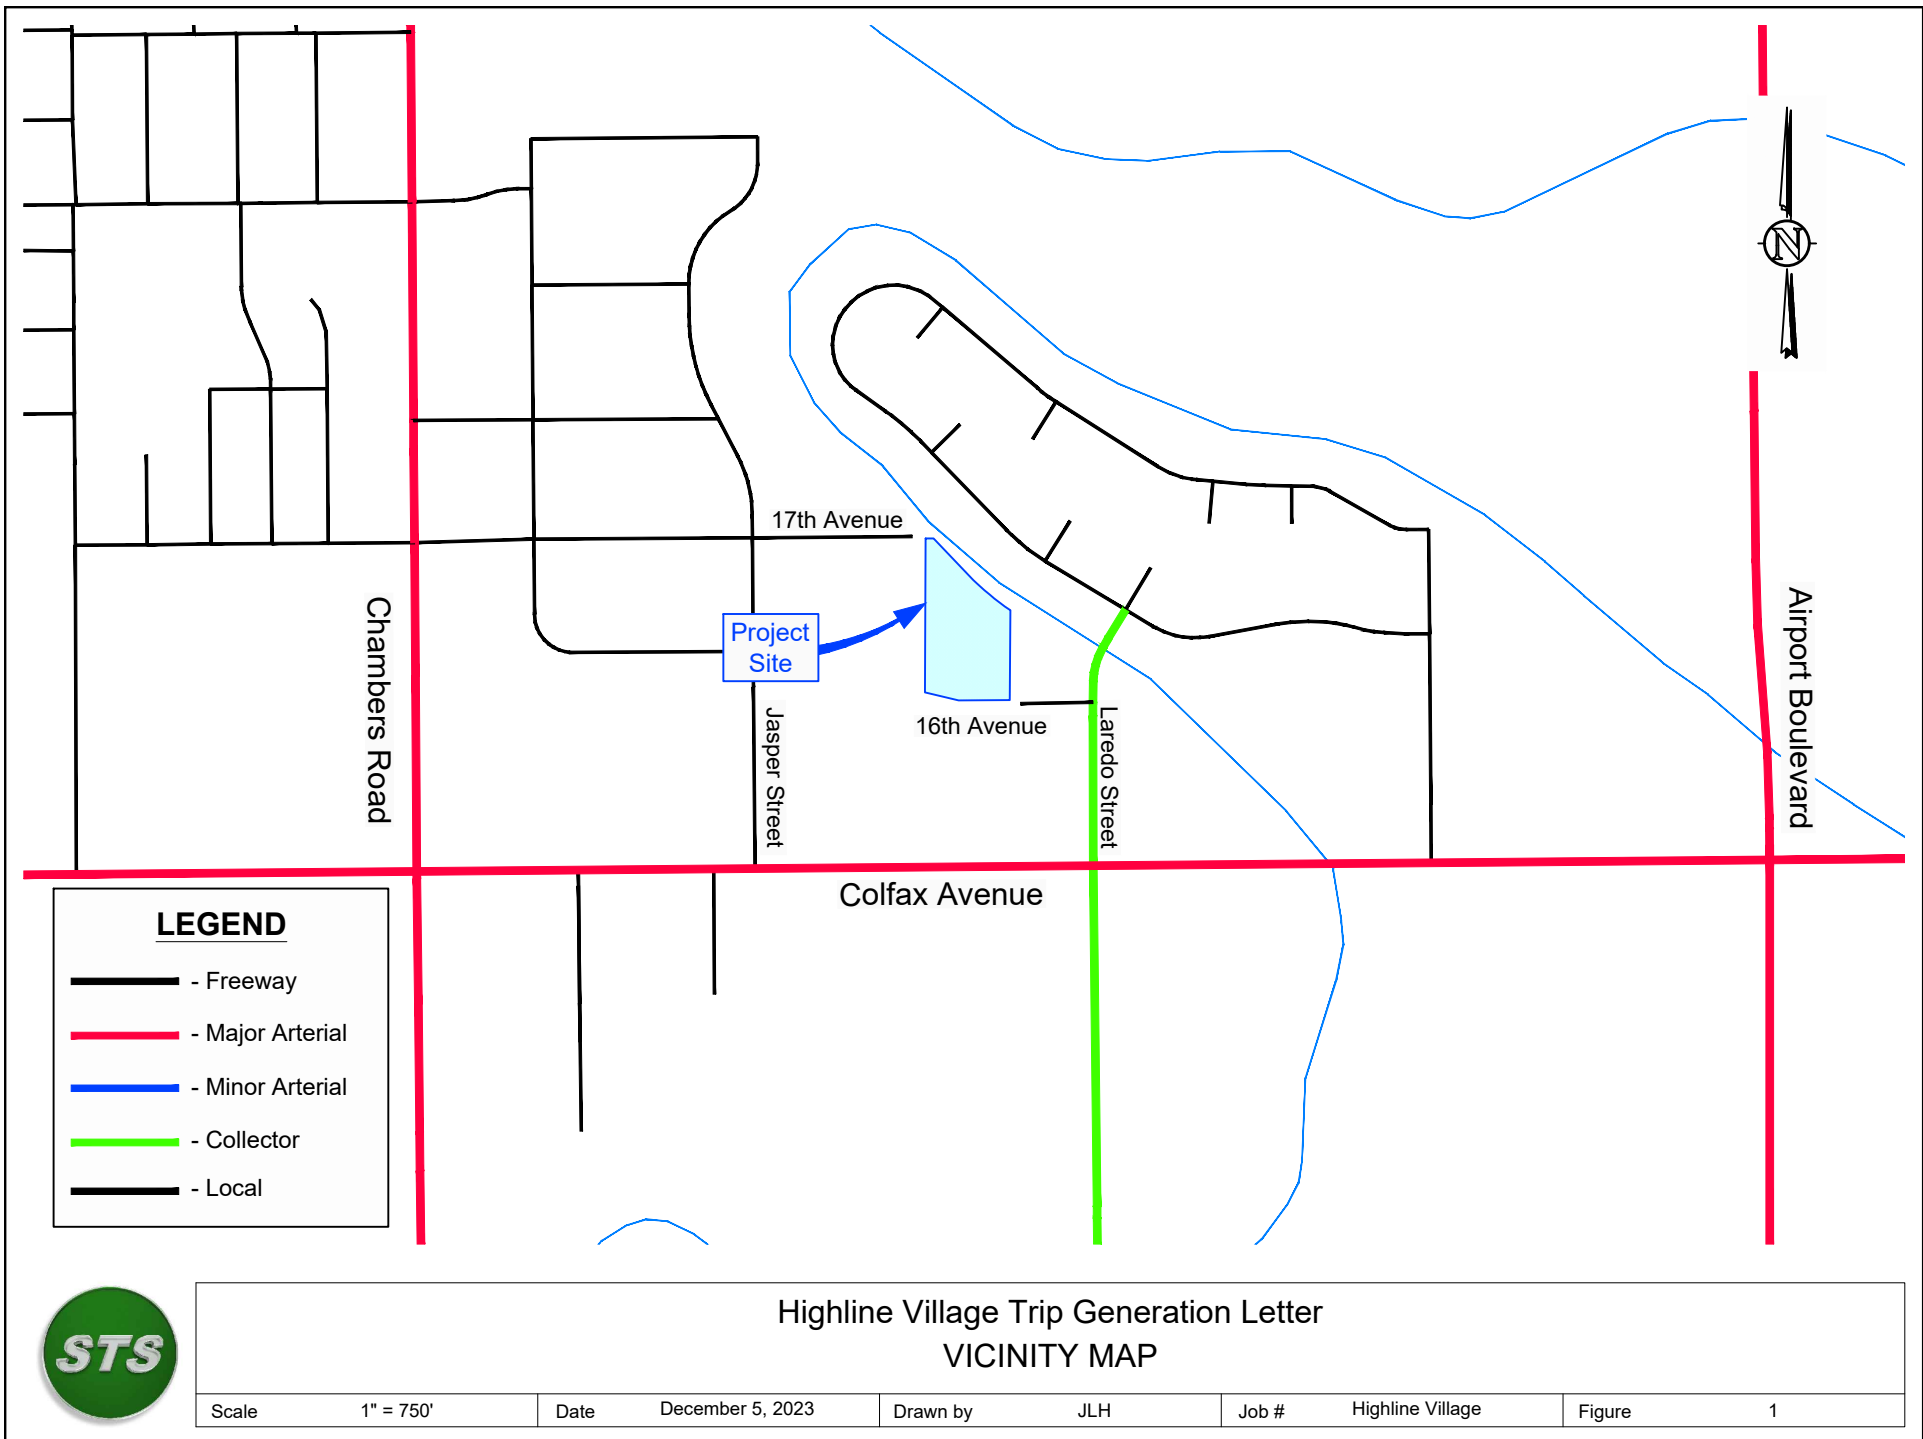 N
17th Avenue
Project
Site
16th Avenue
Chambers Road
Jasper Street
Laredo Street
Airport Boulevard
Colfax Avenue
LEGEND
- Freeway
- Major Arterial
- Minor Arterial
- Collector
- Local
STS
Highline Village Trip Generation Letter
VICINITY MAP
Scale 1" = 750' Date December 5, 2023 Drawn by JLH Job # Highline Village Figure 1